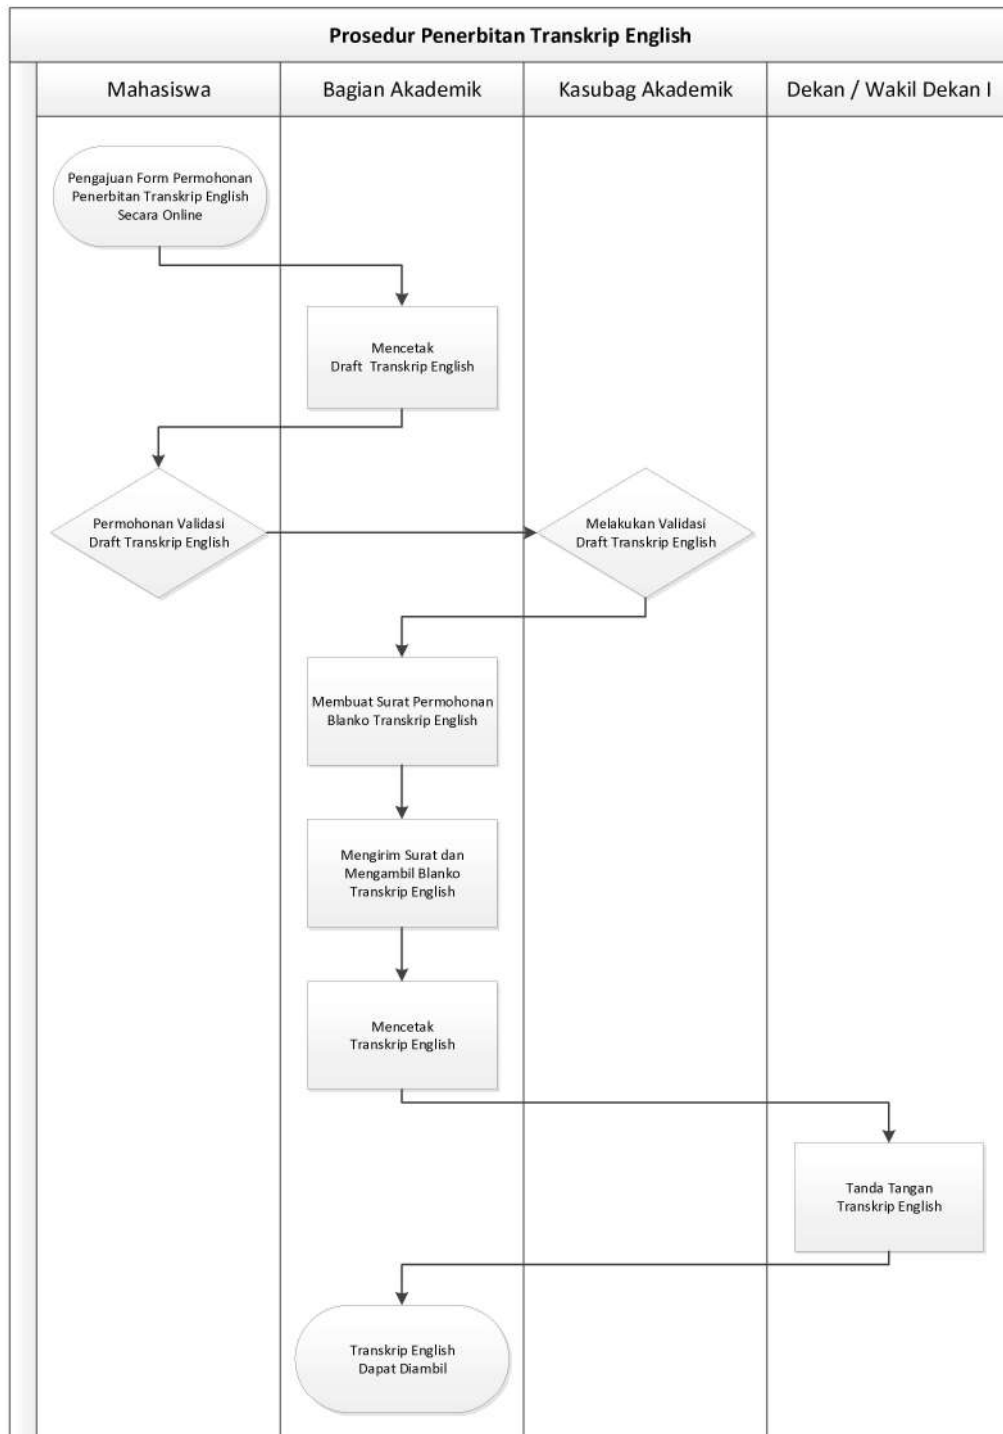 Prosedur Penerbitan Transkrip English
Mahasiswa
Bagian Akademik
Kasubag Akademik
Dekan / Wakil Dekan I
Pengajuan Form Permohonan
Penerbitan Transkrip English
Secara Online
Mencetak
Draft Transkrip English
Permohonan Validasi
Draft Transkrip English
Melakukan Validasi
Draft Transkrip English
Membuat Surat Permohonan
Blanko Transkrip English
Mengirim Surat dan
Mengambil Blanko
Transkrip English
Mencetak
Transkrip English
Tanda Tangan
Transkrip English
Transkrip English
Dapat Diambil